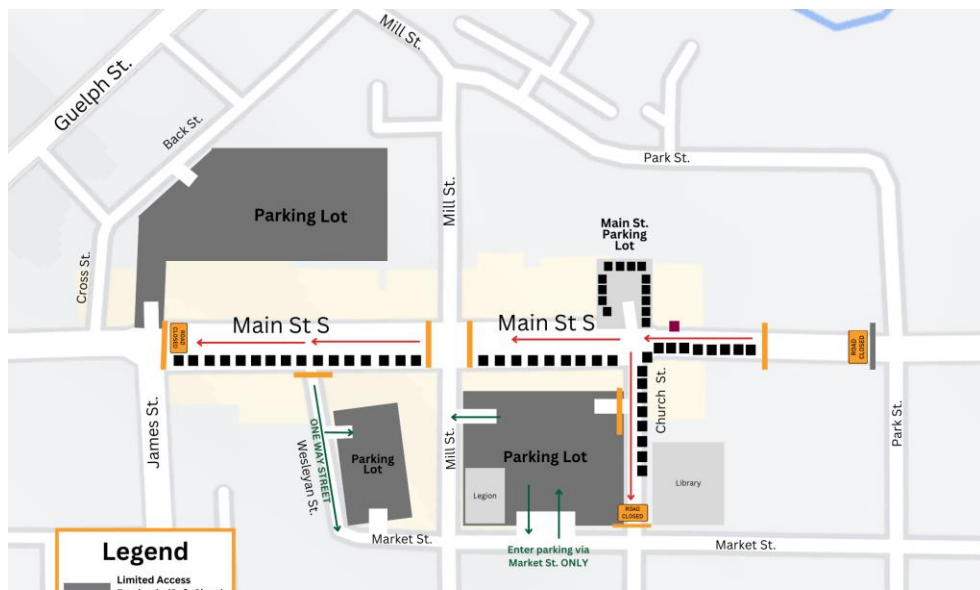 Mill St.
Guelph St.
Back St.
Park St.
Parking Lot
Mill St.
Main St.
Parking
Lot
Cross St.
Main St S
Main St S
ROAD
CLOSED
ROAD
CLOSED
Church St.
James St.
ONE WAY STREET
Wesleyan St.
Parking
Lot
Mill St.
Parking Lot
Legion
Library
Park St.
ROAD
CLOSED
Market St.
Enter parking via
Market St. ONLY
Market St.
Legend
Limited Access